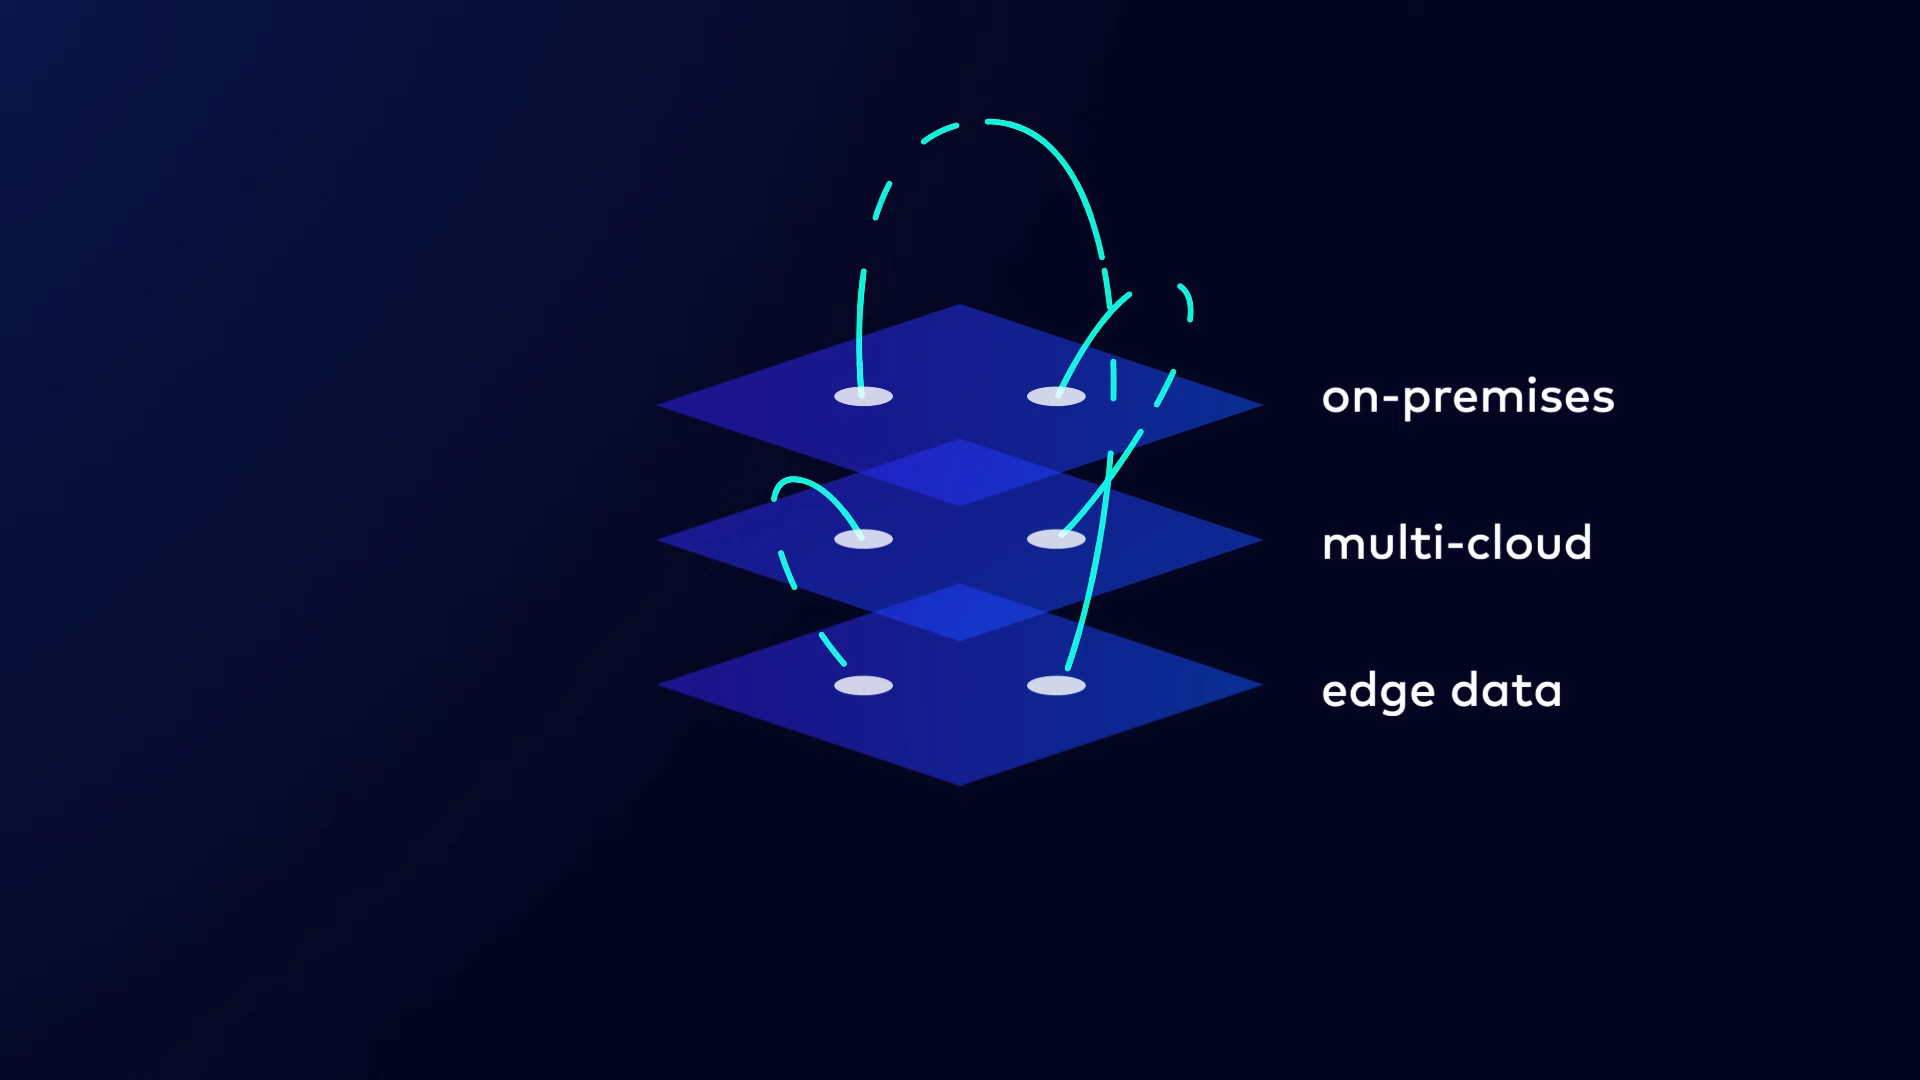 on-premises
multi-cloud
edge data